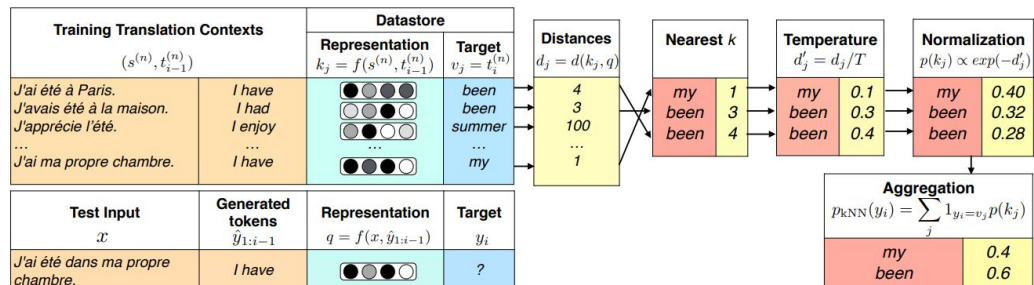 Training Translation Contexts
(s^(n), t_{i-1}^(n))
Datastore
Representation
k_j = f(s^(n), t_{i-1}^(n))
Target
v_j = t_i^(n)
J'ai été à Paris. I have been
J'avais été à la maison. I had been
J'apprécie l'été. I enjoy summer
... ... ... ...
J'ai ma propre chambre. I have my
Distances
d_j = d(k_j, q)
4
3
100
...
1
Nearest k
my 1
been 3
been 4
Temperature
d'_j = d_j/T
my 0.1
been 0.3
been 0.4
Normalization
p(k_j) ∝ exp(−d'_j)
my 0.40
been 0.32
been 0.28
Aggregation
p_kNN(y_i) = ∑_j 1_{y_i=v_j} p(k_j)
my 0.4
been 0.6
Test Input
x
Generated
tokens
ŷ_{1:i−1}
Representation
q = f(x, ŷ_{1:i−1})
Target
y_i
J'ai été dans ma propre
chambre.
I have
?